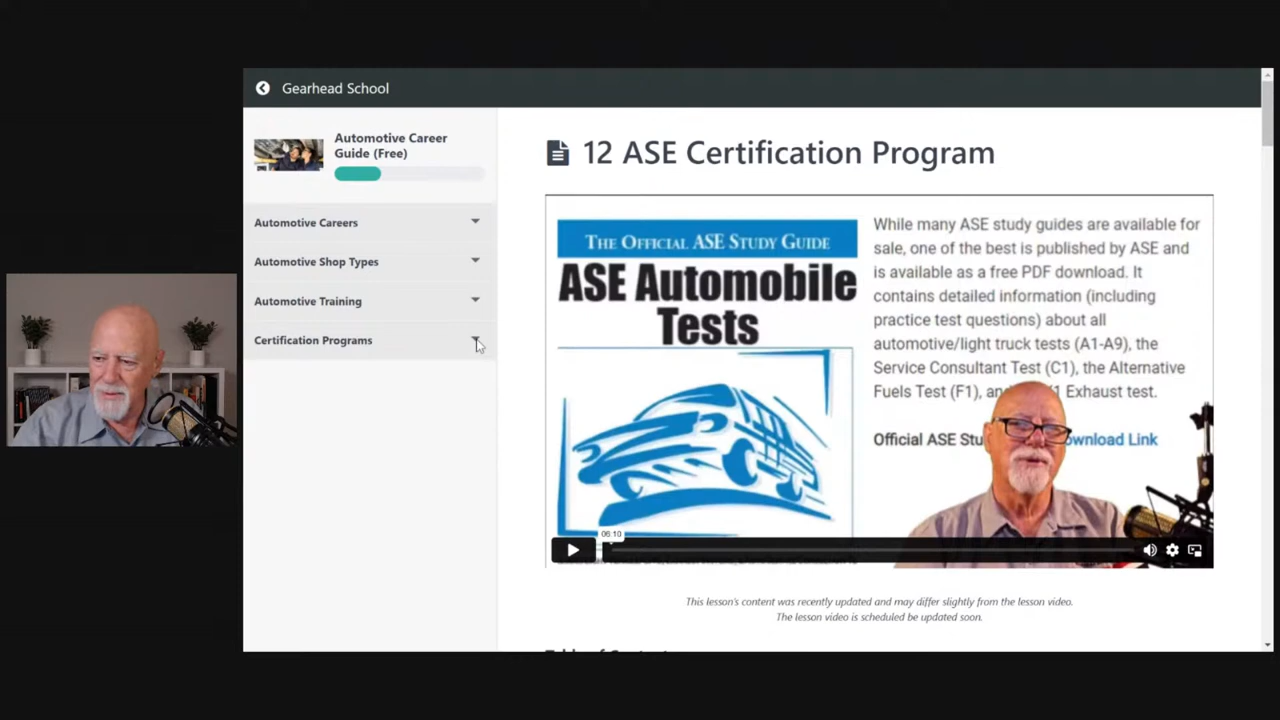 Gearhead School
Automotive Career
Guide (Free)
Automotive Careers
Automotive Shop Types
Automotive Training
Certification Programs
12 ASE Certification Program
THE OFFICIAL ASE STUDY GUIDE
ASE Automobile
Tests
While many ASE study guides are available for
sale, one of the best is published by ASE and
is available as a free PDF download. It
contains detailed information (including
practice test questions) about all
automotive/light truck tests (A1-A9), the
Service Consultant Test (C1), the Alternative
Fuels Test (F1), Exhaust test.
Official ASE Link
06:10
This lesson's content was recently updated and may differ slightly from the lesson video.
The lesson video is scheduled be updated soon.